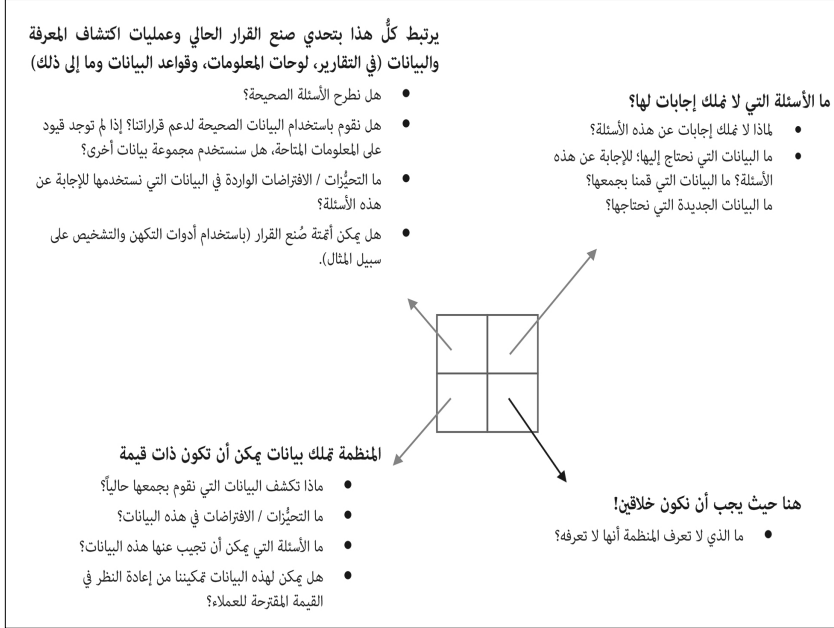 يرتبط كلُّ هذا بتحدي صنع القرار الحالي وعمليات اكتشاف المعرفة
والبيانات (في التقارير، لوحات المعلومات، وقواعد البيانات وما إلى ذلك)
● هل نطرح الأسئلة الصحيحة؟
● هل نقوم باستخدام البيانات الصحيحة لدعم قراراتنا؟ إذا لم توجد قيود
على المعلومات المتاحة، هل سنستخدم مجموعة بيانات أخرى؟
● ما التحيُّزات / الافتراضات الواردة في البيانات التي نستخدمها للإجابة عن
هذه الأسئلة؟
● هل يمكن أتمتة صُنع القرار (باستخدام أدوات التكهن والتشخيص على
سبيل المثال).
ما الأسئلة التي لا نملك إجابات لها؟
● لماذا لا نملك إجابات عن هذه الأسئلة؟
● ما البيانات التي نحتاج إليها؛ للإجابة عن هذه
الأسئلة؟ ما البيانات التي قمنا بجمعها؟
ما البيانات الجديدة التي نحتاجها؟
المنظمة تملك بيانات يمكن أن تكون ذات قيمة
● ماذا تكشف البيانات التي نقوم بجمعها حالياً؟
● ما التحيُّزات / الافتراضات في هذه البيانات؟
● ما الأسئلة التي يمكن أن تجيب عنها هذه البيانات؟
● هل يمكن لهذه البيانات تمكيننا من إعادة النظر في
القيمة المقترحة للعملاء؟
هنا حيث يجب أن نكون خلاقين!
● ما الذي لا تعرف المنظمة أنها لا تعرفه؟